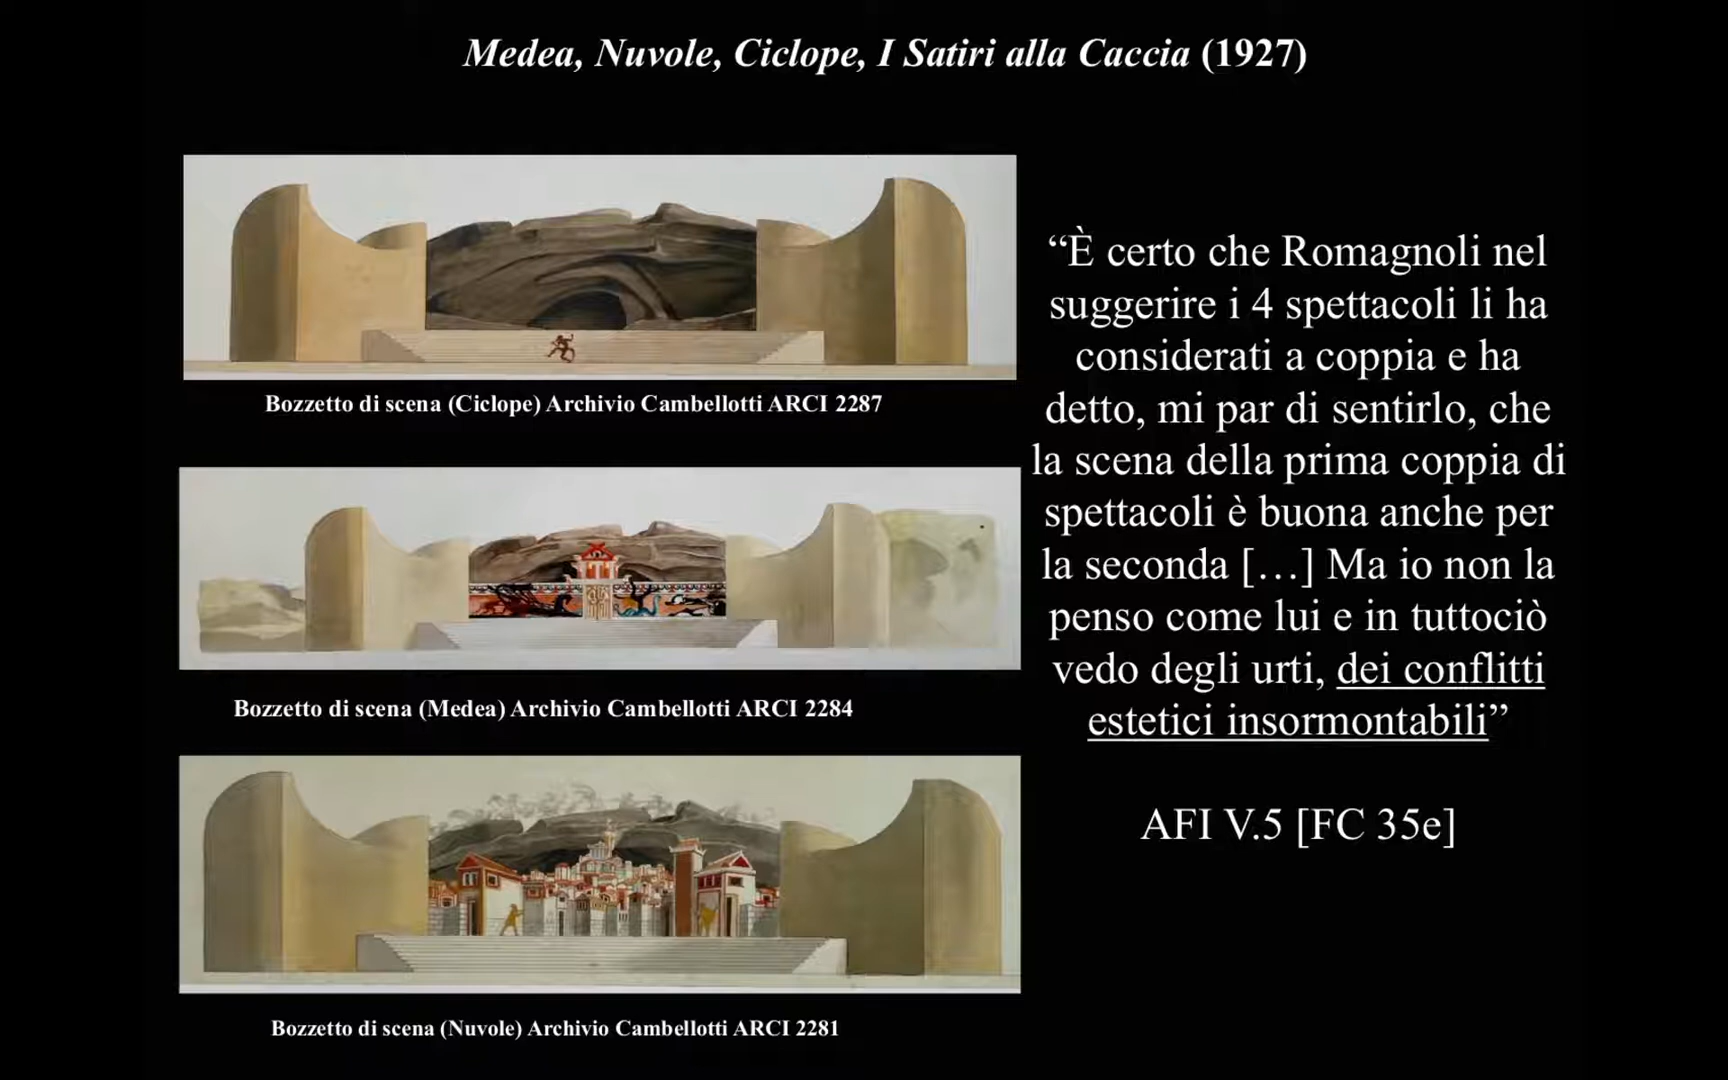 Medea, Nuvole, Ciclope, I Satiri alla Caccia (1927)
Bozzetto di scena (Ciclope) Archivio Cambellotti ARCI 2287
Bozzetto di scena (Medea) Archivio Cambellotti ARCI 2284
Bozzetto di scena (Nuvole) Archivio Cambellotti ARCI 2281
“È certo che Romagnoli nel
suggerire i 4 spettacoli li ha
considerati a coppia e ha
detto, mi par di sentirlo, che
la scena della prima coppia di
spettacoli è buona anche per
la seconda […] Ma io non la
penso come lui e in tuttociò
vedo degli urti, dei conflitti
estetici insormontabili”
AFI V.5 [FC 35e]